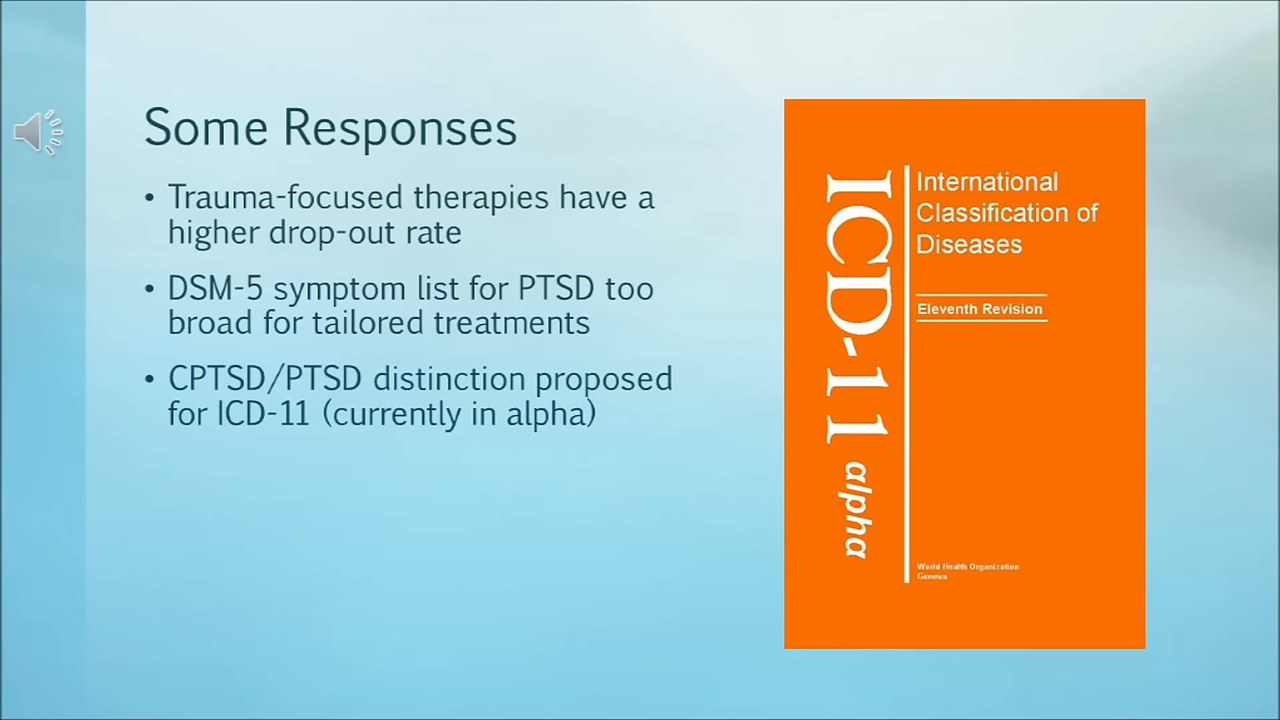 Some Responses
• Trauma-focused therapies have a
higher drop-out rate
• DSM-5 symptom list for PTSD too
broad for tailored treatments
• CPTSD/PTSD distinction proposed
for ICD-11 (currently in alpha)
ICD-11 alpha
International
Classification of
Diseases
Eleventh Revision
World Health Organization
Geneva